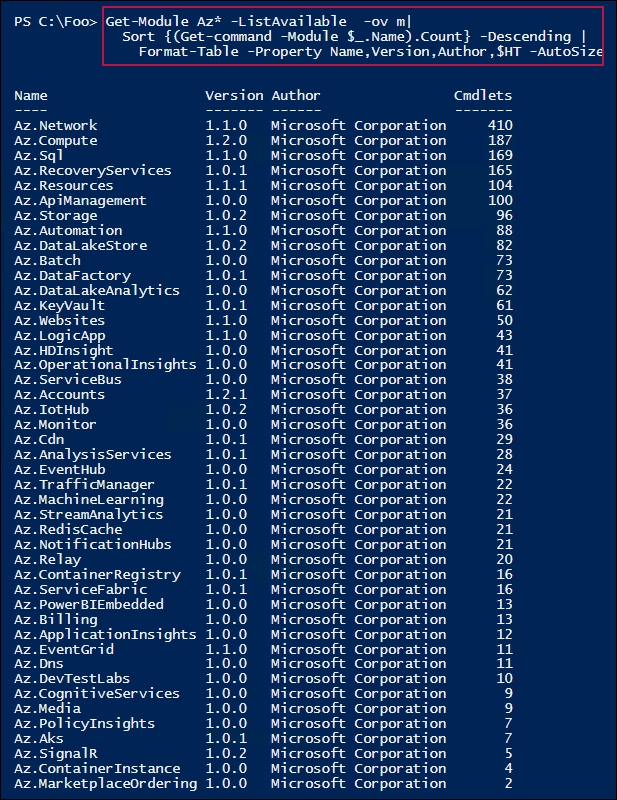 PS C:\Foo> Get-Module Az* -ListAvailable  -ov m|
Sort {(Get-command -Module $_.Name).Count} -Descending |
Format-Table -Property Name,Version,Author,$HT -AutoSize
Name Version Author Cmdlets
---- ------- ------ -------
Az.Network 1.1.0 Microsoft Corporation 410
Az.Compute 1.2.0 Microsoft Corporation 187
Az.Sql 1.1.0 Microsoft Corporation 169
Az.RecoveryServices 1.0.1 Microsoft Corporation 165
Az.Resources 1.1.1 Microsoft Corporation 104
Az.ApiManagement 1.0.0 Microsoft Corporation 100
Az.Storage 1.0.2 Microsoft Corporation 96
Az.Automation 1.1.0 Microsoft Corporation 88
Az.DataLakeStore 1.0.2 Microsoft Corporation 82
Az.Batch 1.0.0 Microsoft Corporation 73
Az.DataFactory 1.0.1 Microsoft Corporation 73
Az.DataLakeAnalytics 1.0.0 Microsoft Corporation 62
Az.KeyVault 1.0.1 Microsoft Corporation 61
Az.Websites 1.1.0 Microsoft Corporation 50
Az.LogicApp 1.1.0 Microsoft Corporation 43
Az.HDInsight 1.0.0 Microsoft Corporation 41
Az.OperationalInsights 1.0.0 Microsoft Corporation 41
Az.ServiceBus 1.0.0 Microsoft Corporation 38
Az.Accounts 1.2.1 Microsoft Corporation 37
Az.IotHub 1.0.2 Microsoft Corporation 36
Az.Monitor 1.0.0 Microsoft Corporation 36
Az.Cdn 1.0.1 Microsoft Corporation 29
Az.AnalysisServices 1.0.1 Microsoft Corporation 28
Az.EventHub 1.0.0 Microsoft Corporation 24
Az.TrafficManager 1.0.1 Microsoft Corporation 22
Az.MachineLearning 1.0.0 Microsoft Corporation 22
Az.StreamAnalytics 1.0.0 Microsoft Corporation 21
Az.RedisCache 1.0.0 Microsoft Corporation 21
Az.NotificationHubs 1.0.0 Microsoft Corporation 21
Az.Relay 1.0.0 Microsoft Corporation 20
Az.ContainerRegistry 1.0.1 Microsoft Corporation 16
Az.ServiceFabric 1.0.1 Microsoft Corporation 16
Az.PowerBIEmbedded 1.0.0 Microsoft Corporation 13
Az.Billing 1.0.0 Microsoft Corporation 13
Az.ApplicationInsights 1.0.0 Microsoft Corporation 12
Az.EventGrid 1.1.0 Microsoft Corporation 11
Az.Dns 1.0.0 Microsoft Corporation 11
Az.DevTestLabs 1.0.0 Microsoft Corporation 10
Az.CognitiveServices 1.0.0 Microsoft Corporation 9
Az.Media 1.0.0 Microsoft Corporation 9
Az.PolicyInsights 1.0.0 Microsoft Corporation 7
Az.Aks 1.0.1 Microsoft Corporation 7
Az.SignalR 1.0.2 Microsoft Corporation 5
Az.ContainerInstance 1.0.0 Microsoft Corporation 4
Az.MarketplaceOrdering 1.0.0 Microsoft Corporation 2